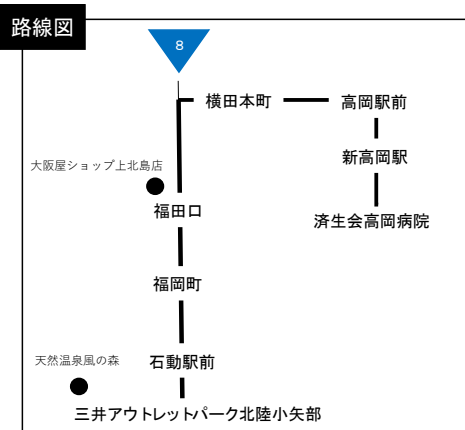 路線図
8
横田本町
高岡駅前
新高岡駅
大阪屋ショップ上北島店
福田口
済生会高岡病院
福岡町
天然温泉風の森
石動駅前
三井アウトレットパーク北陸小矢部